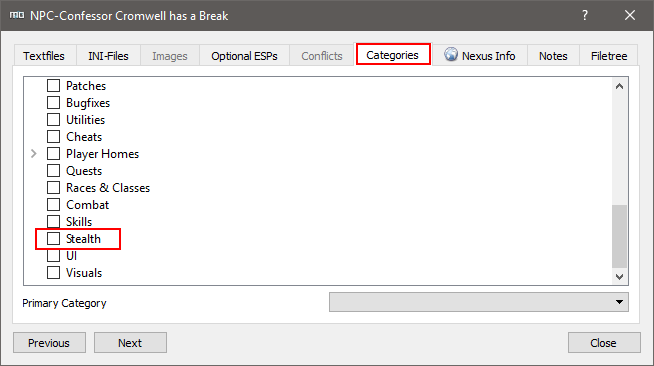 NPC-Confessor Cromwell has a Break
Textfiles INI-Files Images Optional ESPs Conflicts Categories Nexus Info Notes Filetree
Patches
Bugfixes
Utilities
Cheats
Player Homes
Quests
Races & Classes
Combat
Skills
Stealth
UI
Visuals
Primary Category
Previous Next Close